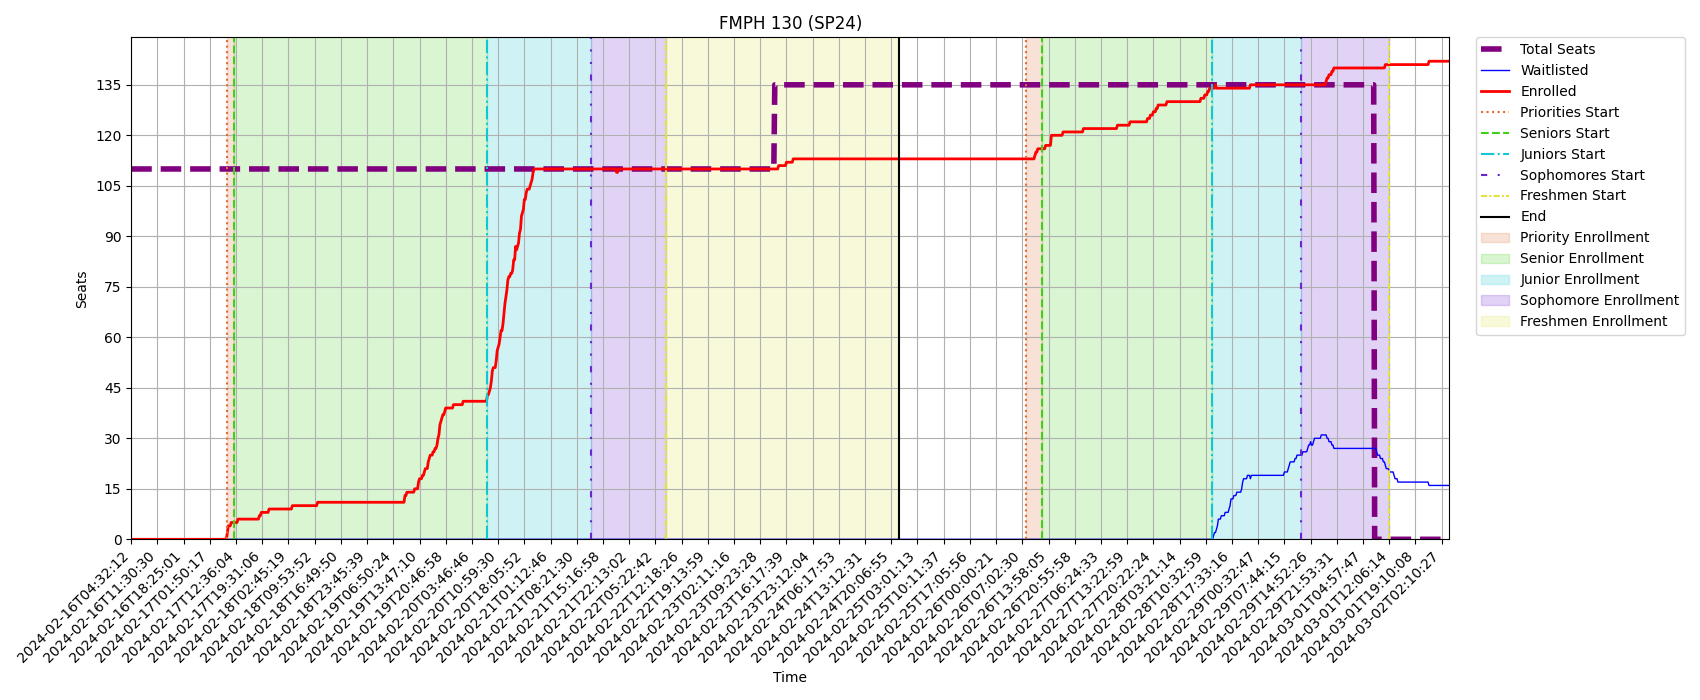 FMPH 130 (SP24)
Seats
135
120
105
90
75
60
45
30
15
0
2024-02-16T04:32:12
2024-02-16T11:30:30
2024-02-16T18:25:01
2024-02-17T01:50:17
2024-02-17T12:36:04
2024-02-17T19:31:06
2024-02-18T02:45:19
2024-02-18T09:53:52
2024-02-18T16:49:50
2024-02-18T23:45:39
2024-02-19T06:50:24
2024-02-19T13:47:10
2024-02-19T20:46:58
2024-02-20T03:46:46
2024-02-20T10:59:30
2024-02-20T18:05:52
2024-02-21T01:12:46
2024-02-21T08:21:30
2024-02-21T15:16:58
2024-02-21T22:13:02
2024-02-22T05:22:42
2024-02-22T12:18:26
2024-02-22T19:13:59
2024-02-23T02:11:16
2024-02-23T09:23:28
2024-02-23T16:17:39
2024-02-23T23:12:04
2024-02-24T06:17:53
2024-02-24T13:12:31
2024-02-24T20:06:55
2024-02-25T03:01:13
2024-02-25T10:11:37
2024-02-25T17:05:56
2024-02-26T00:00:21
2024-02-26T07:02:30
2024-02-26T13:58:05
2024-02-26T20:55:58
2024-02-27T06:24:33
2024-02-27T13:22:59
2024-02-27T20:22:24
2024-02-28T03:21:14
2024-02-28T10:32:59
2024-02-28T17:33:16
2024-02-29T00:32:47
2024-02-29T07:44:15
2024-02-29T14:52:26
2024-02-29T21:53:31
2024-03-01T04:57:47
2024-03-01T12:06:14
2024-03-01T19:10:08
2024-03-02T02:10:27
Time
Total Seats
Waitlisted
Enrolled
Priorities Start
Seniors Start
Juniors Start
Sophomores Start
Freshmen Start
End
Priority Enrollment
Senior Enrollment
Junior Enrollment
Sophomore Enrollment
Freshmen Enrollment